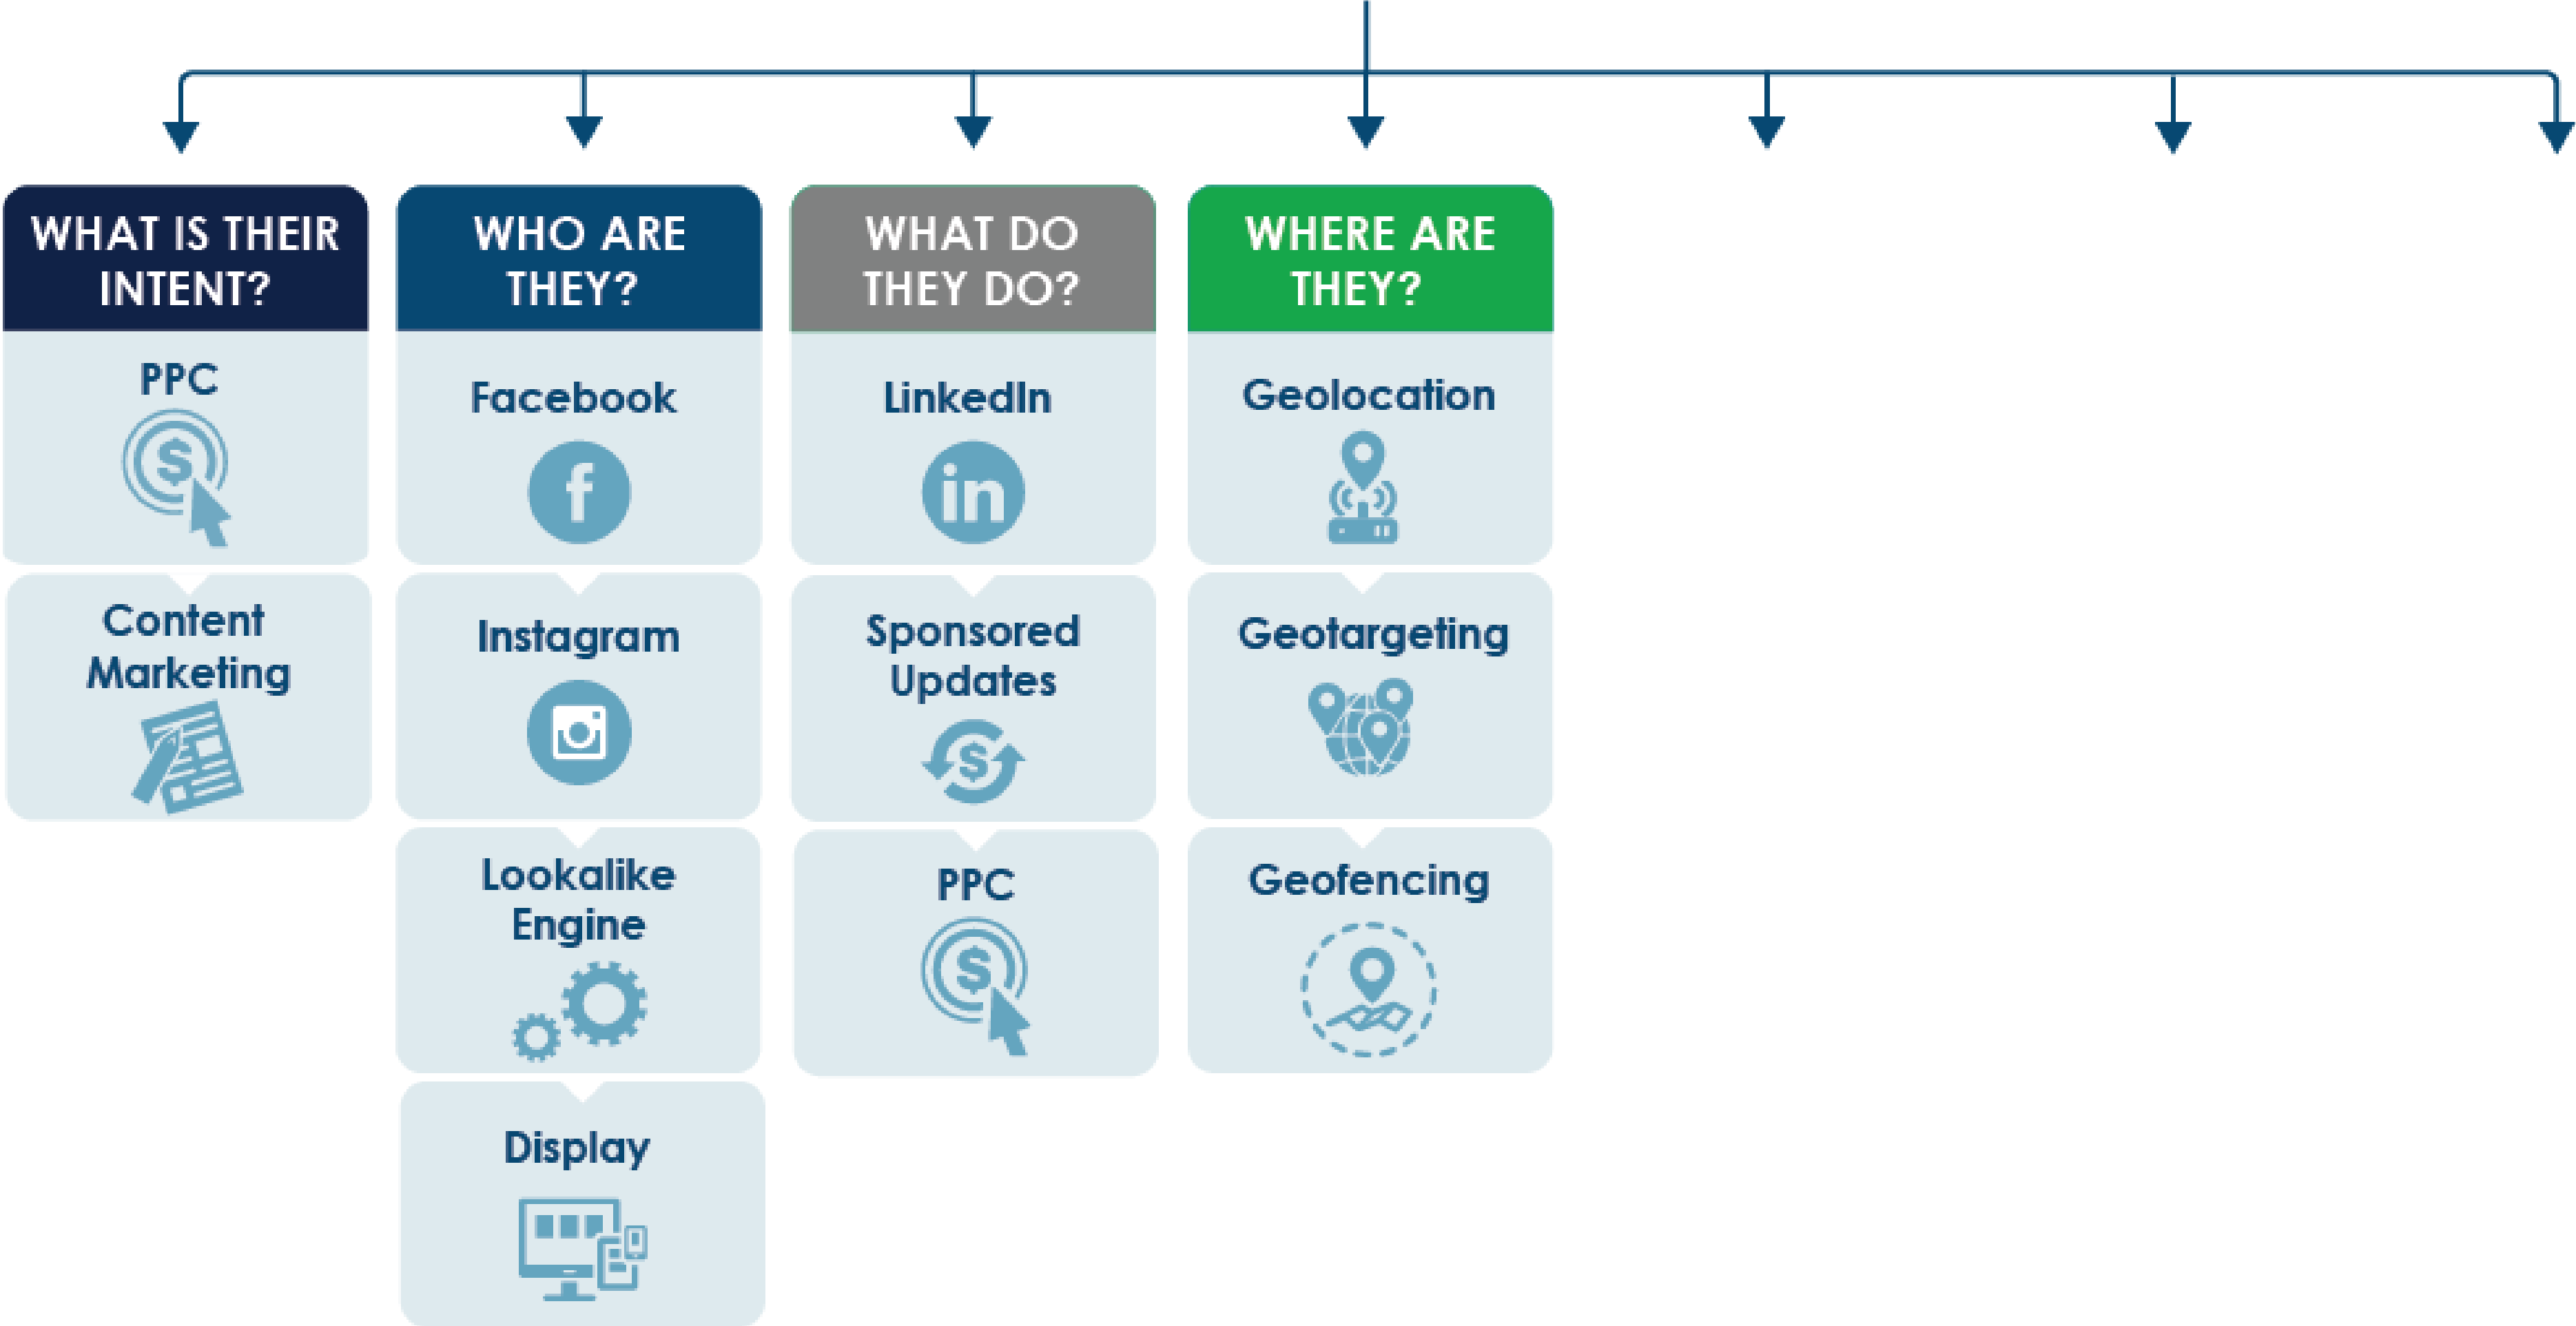 WHAT IS THEIR
INTENT?
PPC
Content
Marketing
WHO ARE
THEY?
Facebook
f
Instagram
Lookalike
Engine
Display
WHAT DO
THEY DO?
LinkedIn
in
Sponsored
Updates
PPC
WHERE ARE
THEY?
Geolocation
Geotargeting
Geofencing